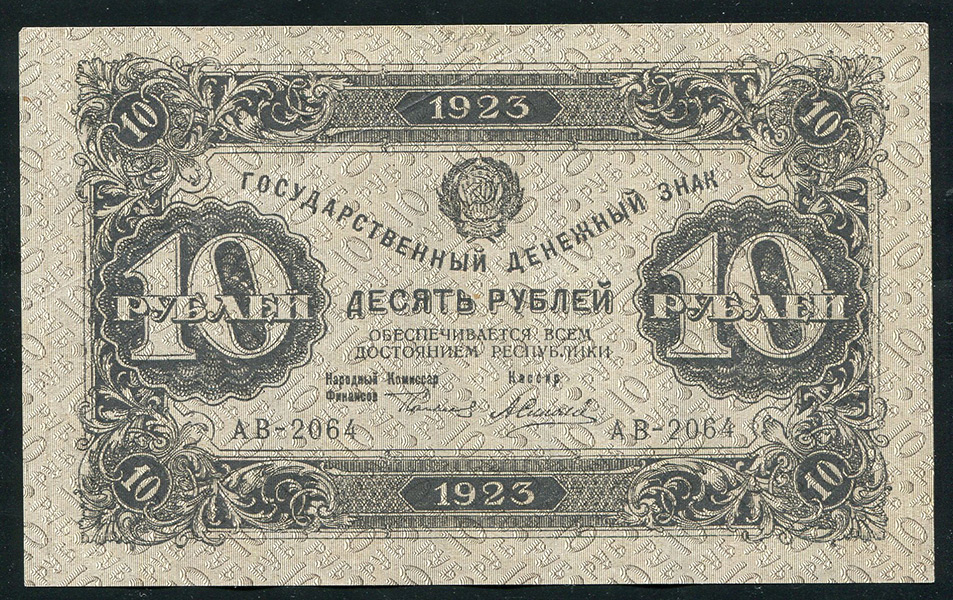 1923
10 10
ГОСУДАРСТВЕННЫЙ ДЕНЕЖНЫЙ ЗНАК
10 10
РУБЛЕЙ РУБЛЕЙ
ДЕСЯТЬ РУБЛЕЙ
ОБЕСПЕЧИВАЕТСЯ ВСЕМ
ДОСТОЯНИЕМ РЕСПУБЛИКИ
Народный Комиссар Кассир
Финансов
АВ-2064 АВ-2064
10 10
1923